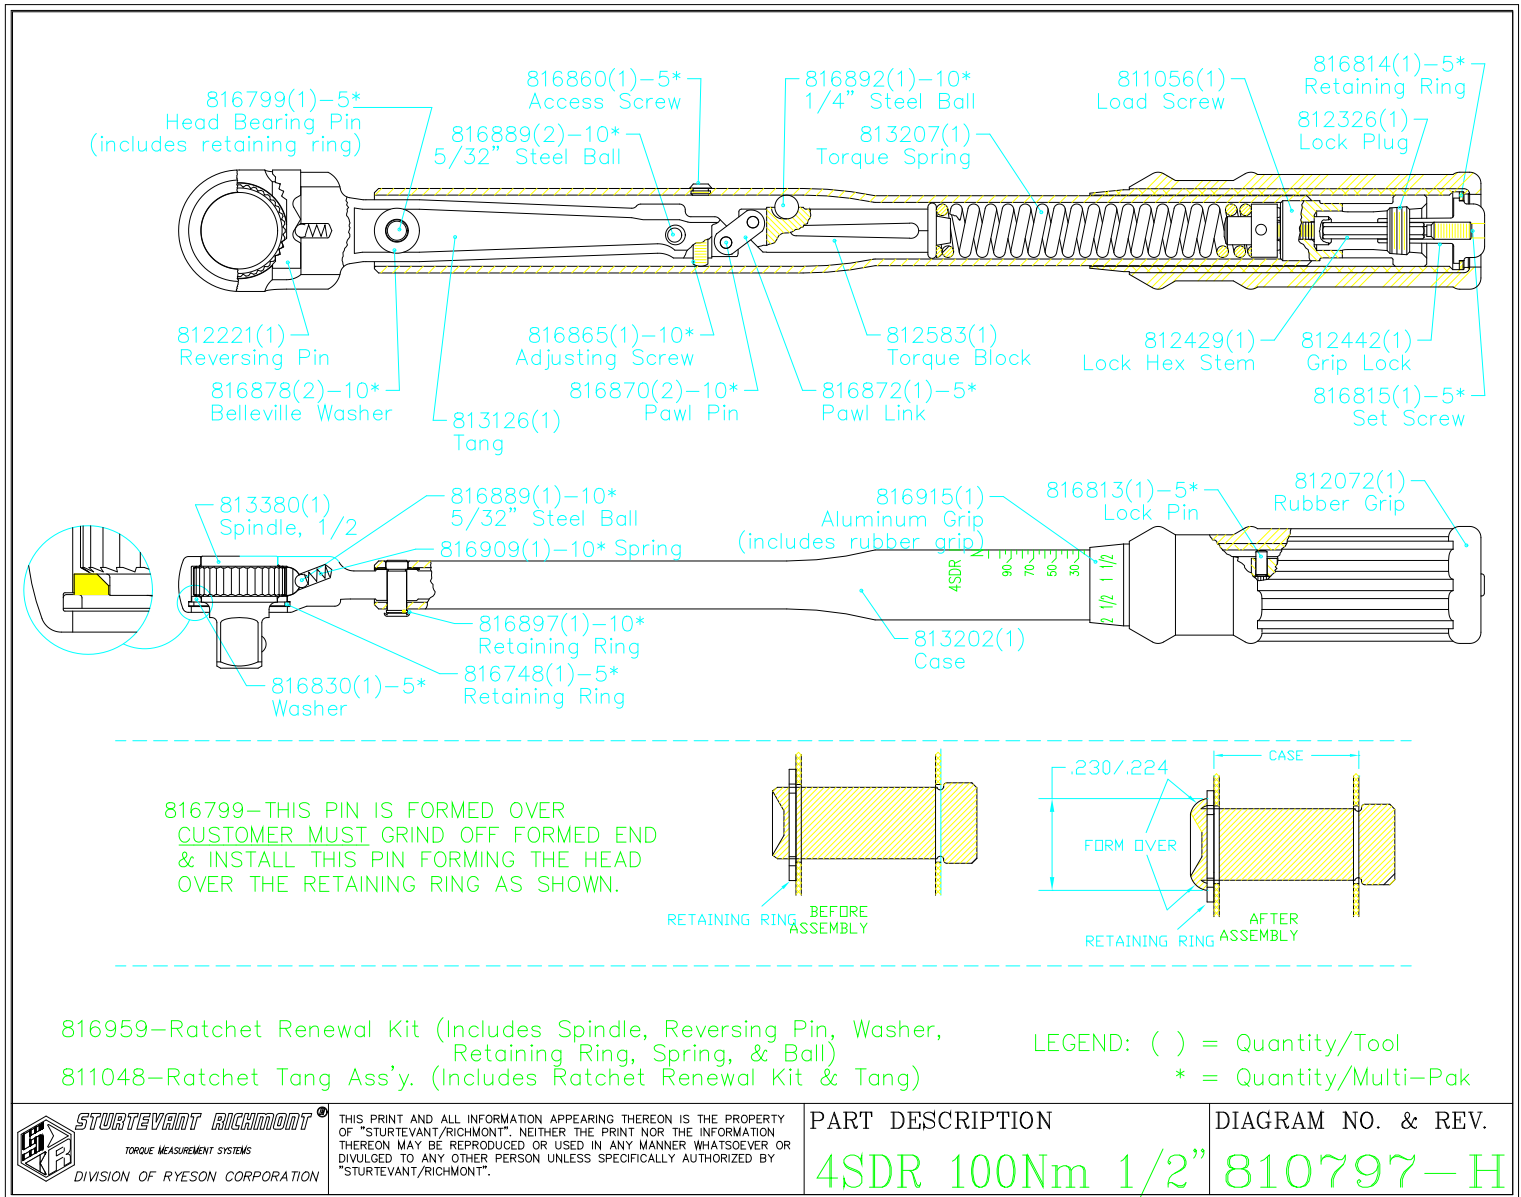 816799(1)-5*
Head Bearing Pin
(includes retaining ring)
816860(1)-5*
Access Screw
816889(2)-10*
5/32" Steel Ball
816892(1)-10*
1/4" Steel Ball
813207(1)
Torque Spring
811056(1)
Load Screw
816814(1)-5*
Retaining Ring
812326(1)
Lock Plug
812221(1)
Reversing Pin
816878(2)-10*
Belleville Washer
813126(1)
Tang
816865(1)-10*
Adjusting Screw
816870(2)-10*
Pawl Pin
816872(1)-5*
Pawl Link
812583(1)
Torque Block
812429(1)
Lock Hex Stem
812442(1)
Grip Lock
816815(1)-5*
Set Screw
813380(1)
Spindle, 1/2
816889(1)-10*
5/32" Steel Ball
816909(1)-10* Spring
816897(1)-10*
Retaining Ring
816748(1)-5*
Retaining Ring
816830(1)-5*
Washer
816915(1)
Aluminum Grip
(includes rubber grip)
816813(1)-5*
Lock Pin
812072(1)
Rubber Grip
4SDR
N
90
70
50
30
2 1/2 1 1/2
813202(1)
Case
816799-THIS PIN IS FORMED OVER
CUSTOMER MUST GRIND OFF FORMED END
& INSTALL THIS PIN FORMING THE HEAD
OVER THE RETAINING RING AS SHOWN.
RETAINING RING
BEFORE
ASSEMBLY
.230/.224
CASE
FORM OVER
RETAINING RING
AFTER
ASSEMBLY
816959-Ratchet Renewal Kit (Includes Spindle, Reversing Pin, Washer,
Retaining Ring, Spring, & Ball)
811048-Ratchet Tang Ass'y. (Includes Ratchet Renewal Kit & Tang)
LEGEND: ( ) = Quantity/Tool
* = Quantity/Multi-Pak
STURTEVANT RICHMONT ®
TORQUE MEASUREMENT SYSTEMS
DIVISION OF RYESON CORPORATION
THIS PRINT AND ALL INFORMATION APPEARING THEREON IS THE PROPERTY
OF "STURTEVANT/RICHMONT". NEITHER THE PRINT NOR THE INFORMATION
THEREON MAY BE REPRODUCED OR USED IN ANY MANNER WHATSOEVER OR
DIVULGED TO ANY OTHER PERSON UNLESS SPECIFICALLY AUTHORIZED BY
"STURTEVANT/RICHMONT".
PART DESCRIPTION
4SDR 100Nm 1/2"
DIAGRAM NO. & REV.
810797-H